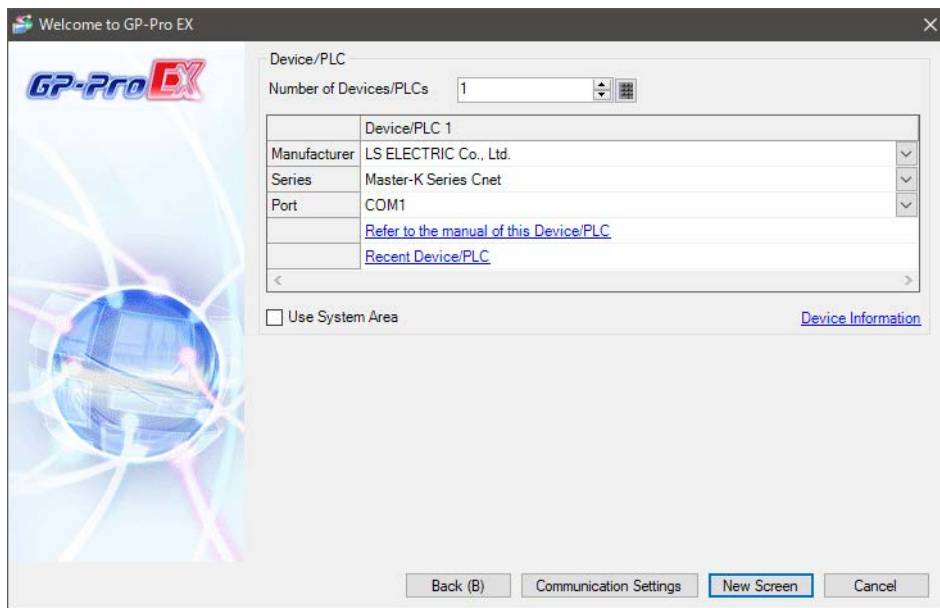 Welcome to GP-Pro EX
GP-Pro EX
Device/PLC
Number of Devices/PLCs 1
Device/PLC 1
Manufacturer LS ELECTRIC Co., Ltd.
Series Master-K Series Cnet
Port COM1
Refer to the manual of this Device/PLC
Recent Device/PLC
Use System Area Device Information
Back (B) Communication Settings New Screen Cancel